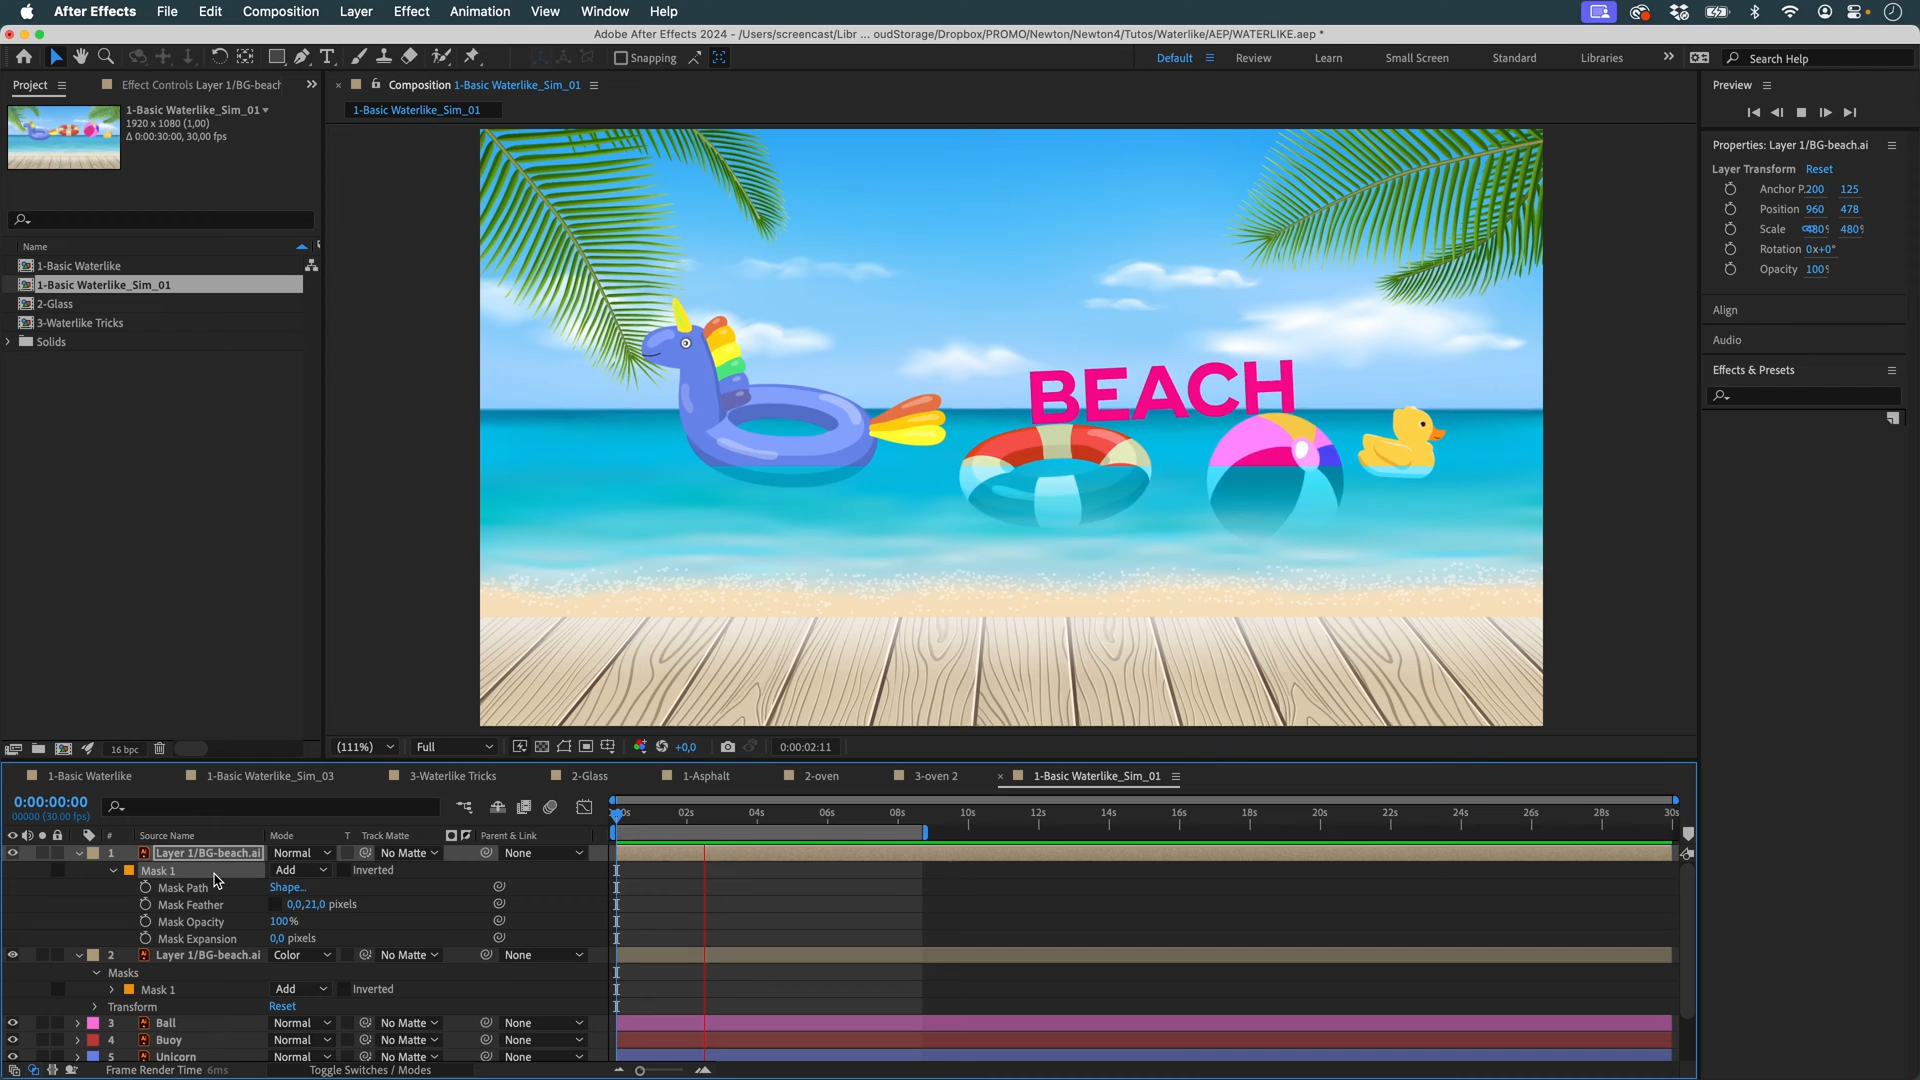 After Effects File Edit Composition Layer Effect Animation View Window Help
Adobe After Effects 2024 - /Users/screencast/Libr ... oudStorage/Dropbox/PROMO/Newton/Newton4/Tutos/Waterlike/AEP/WATERLIKE.aep *
Snapping Default Review Learn Small Screen Standard Libraries Search Help
Project Effect Controls Layer 1/BG-beach
Composition 1-Basic Waterlike_Sim_01
1-Basic Waterlike_Sim_01
1-Basic Waterlike_Sim_01
1920 x 1080 (1,00)
Δ 0:00:30:00, 30,00 fps
Name
1-Basic Waterlike
1-Basic Waterlike_Sim_01
2-Glass
3-Waterlike Tricks
Solids
16 bpc
BEACH
(111%) Full +0,0 0:00:02:11
Preview
Properties: Layer 1/BG-beach.ai
Layer Transform Reset
Anchor P 200 125
Position 960 478
Scale 480% 480%
Rotation 0x+0°
Opacity 100%
Align
Audio
Effects & Presets
1-Basic Waterlike 1-Basic Waterlike_Sim_03 3-Waterlike Tricks 2-Glass 1-Asphalt 2-oven 3-oven 2 1-Basic Waterlike_Sim_01
0:00:00:00
00000 (30.00 fps)
02s 04s 06s 08s 10s 12s 14s 16s 18s 20s 22s 24s 26s 28s 30s
# Source Name Mode T Track Matte Parent & Link
1 Layer 1/BG-beach.ai Normal No Matte None
Mask 1 Add Inverted
Mask Path Shape...
Mask Feather 0,0,21,0 pixels
Mask Opacity 100%
Mask Expansion 0,0 pixels
2 Layer 1/BG-beach.ai Color No Matte None
Masks
Mask 1 Add Inverted
Transform Reset
3 Ball Normal No Matte None
4 Buoy Normal No Matte None
5 Unicorn Normal No Matte None
Frame Render Time 6ms Toggle Switches / Modes